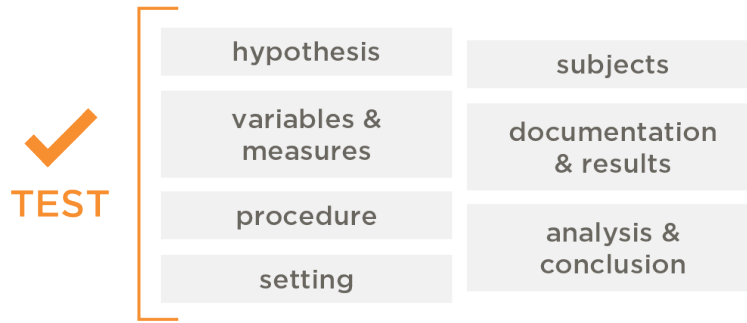 TEST
hypothesis
variables &
measures
procedure
setting
subjects
documentation
& results
analysis &
conclusion